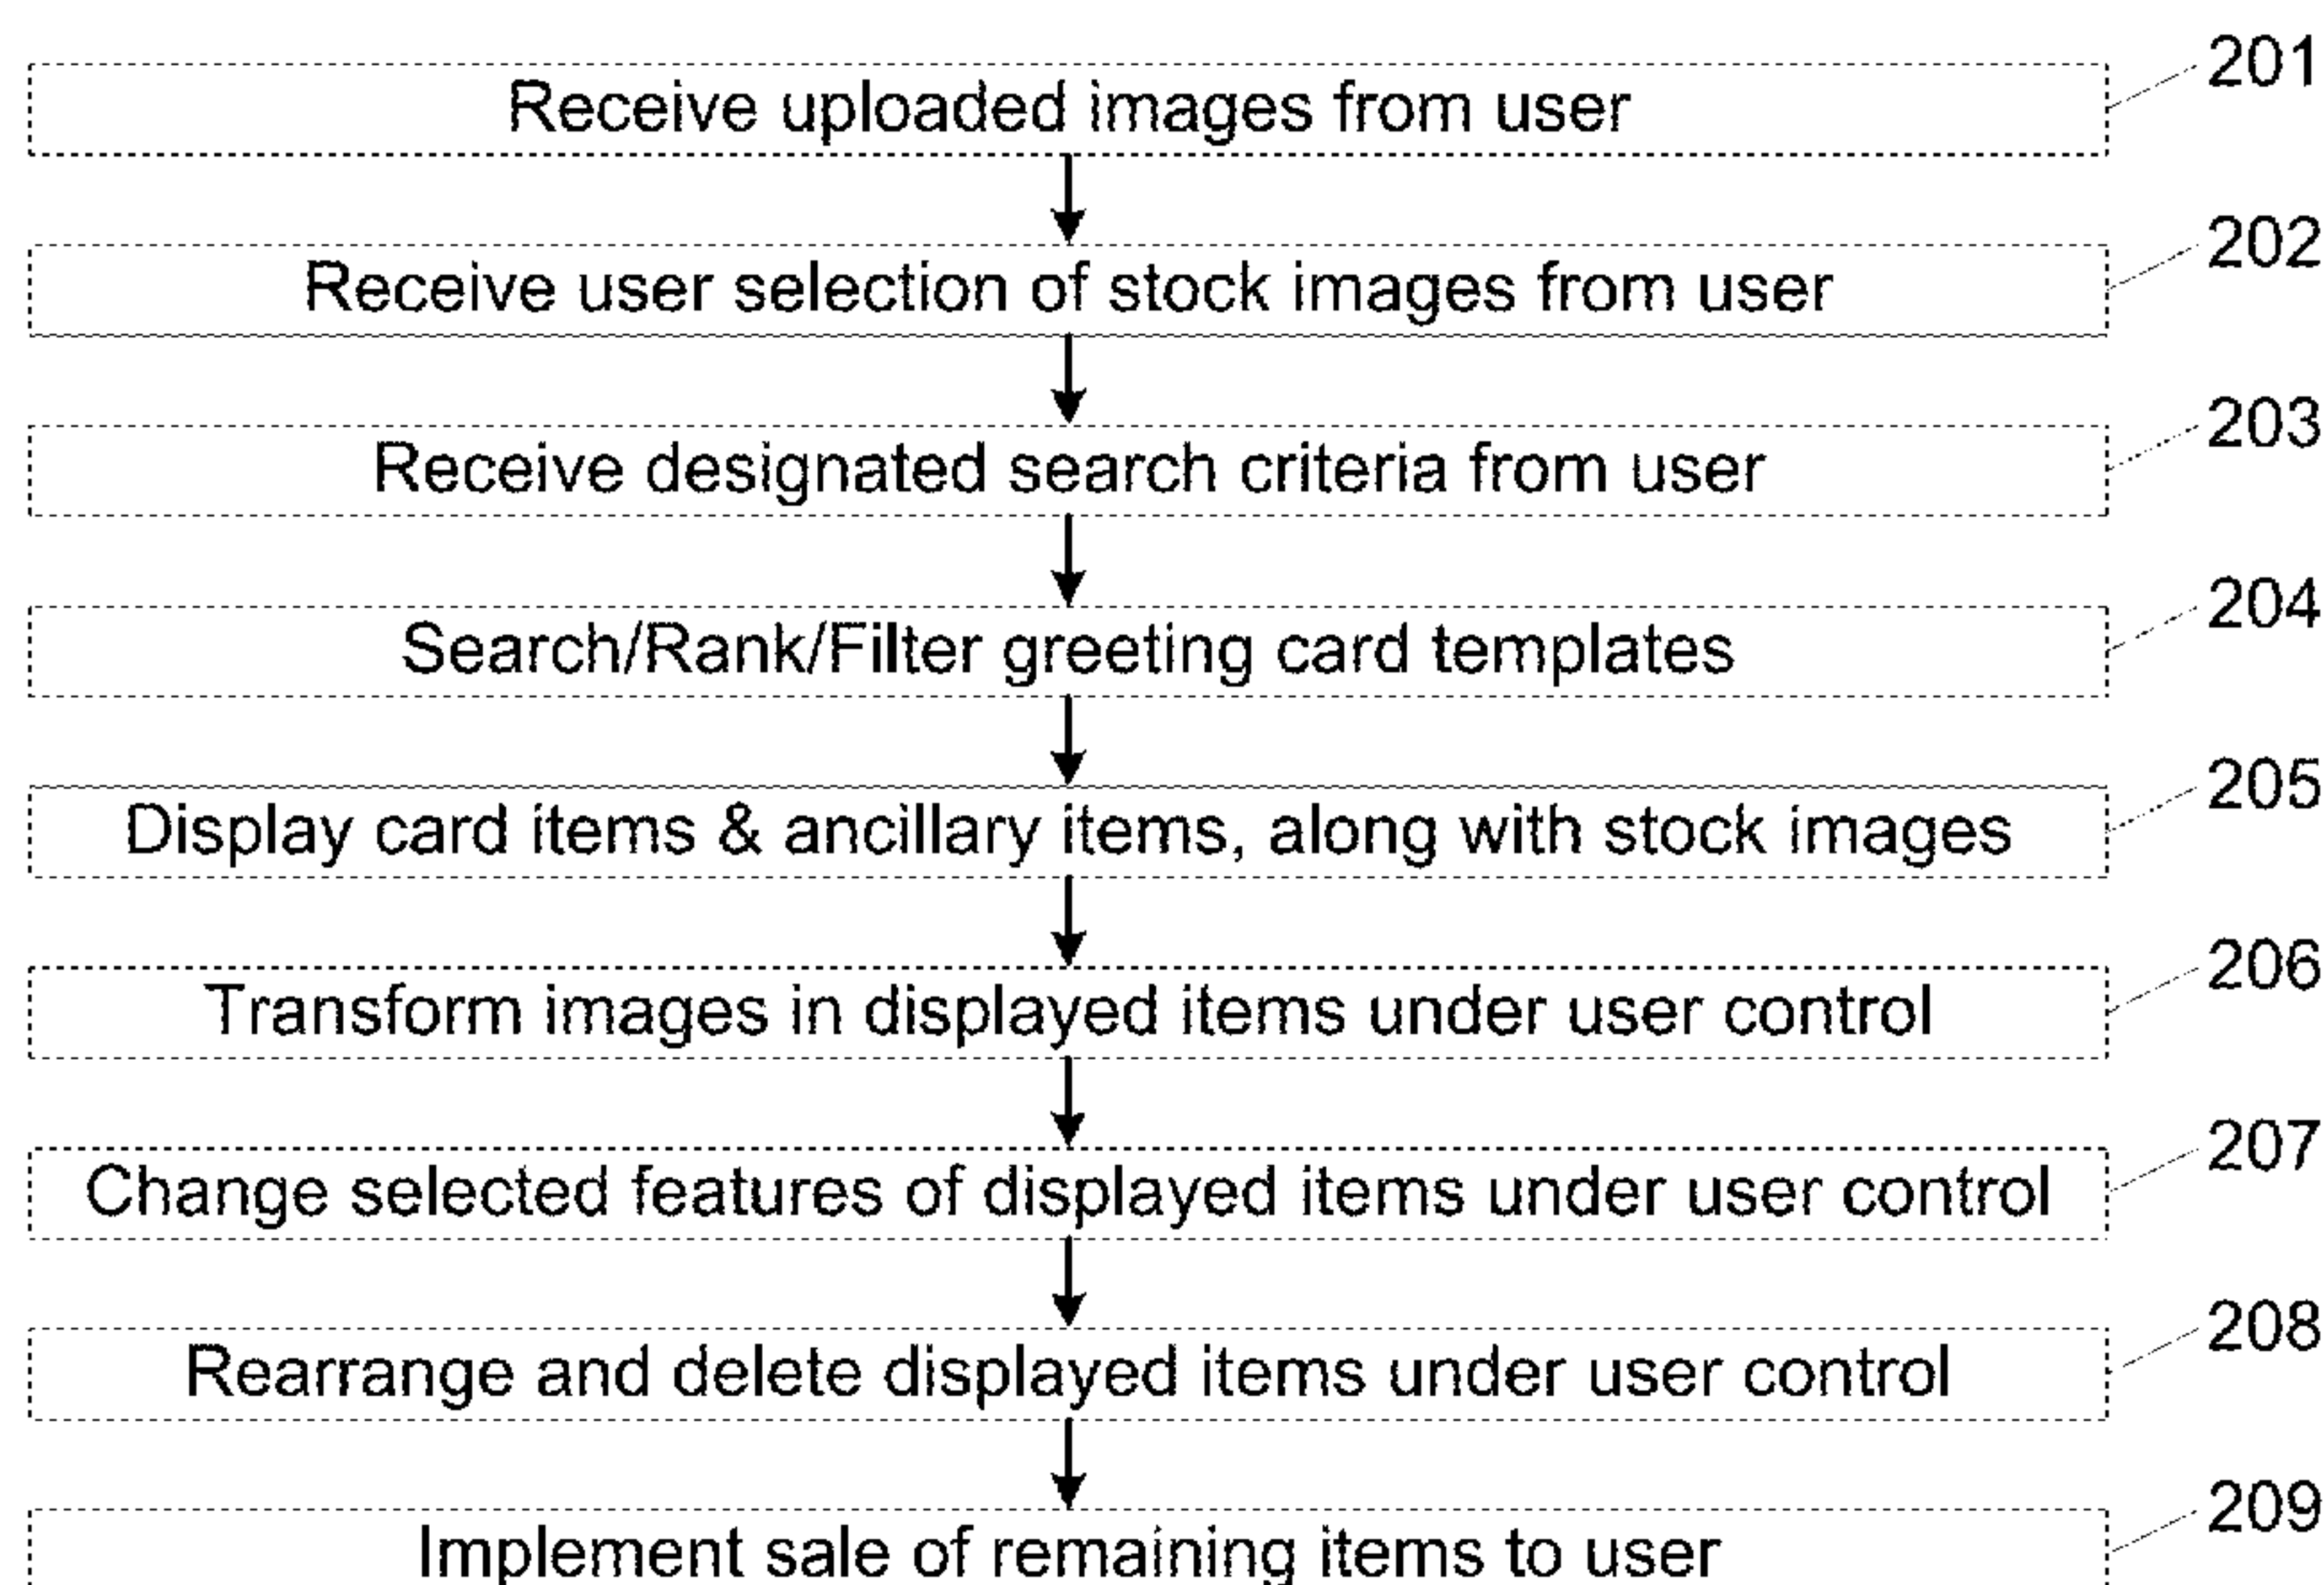 201
Receive uploaded images from user
202
Receive user selection of stock images from user
203
Receive designated search criteria from user
204
Search/Rank/Filter greeting card templates
205
Display card items & ancillary items, along with stock images
206
Transform images in displayed items under user control
207
Change selected features of displayed items under user control
208
Rearrange and delete displayed items under user control
209
Implement sale of remaining items to user